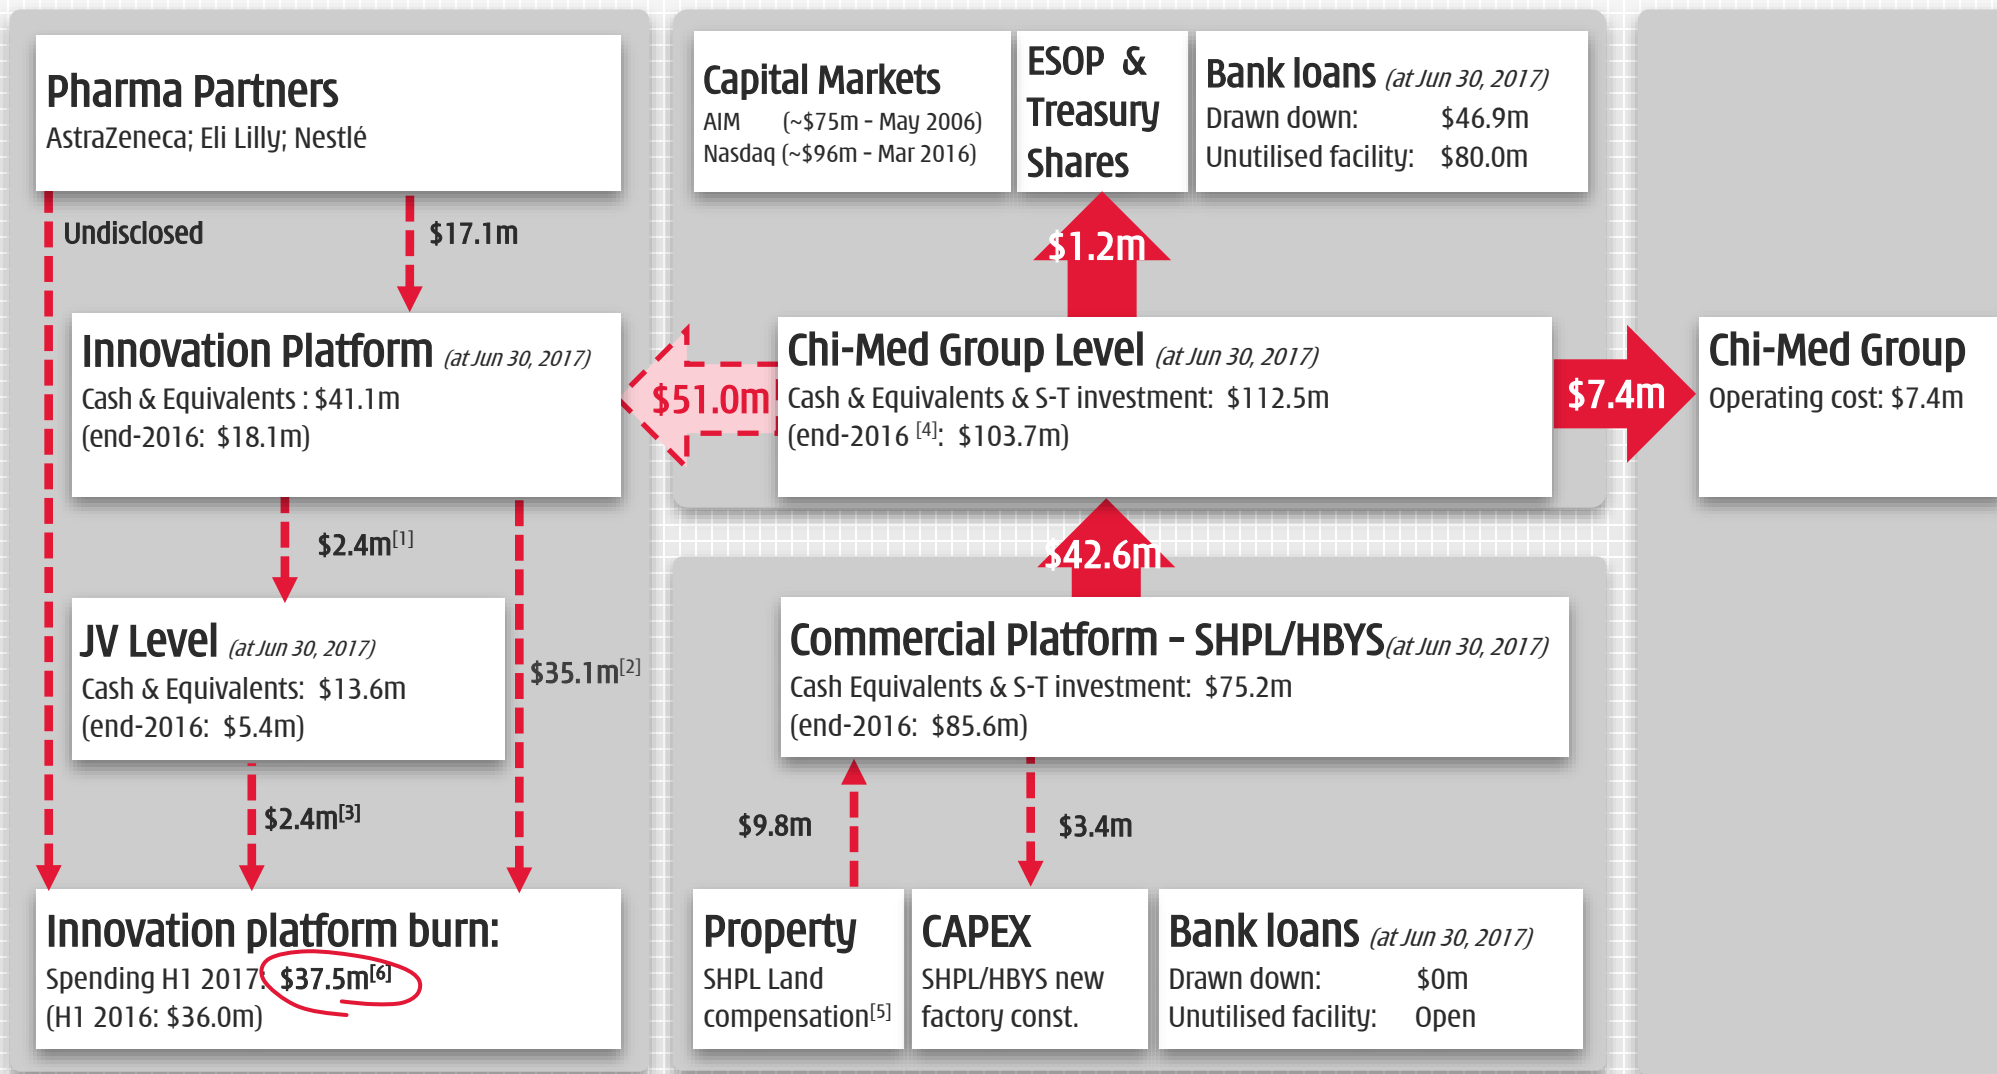 Pharma Partners
AstraZeneca; Eli Lilly; Nestlé
Undisclosed
$17.1m
Innovation Platform (at Jun 30, 2017)
Cash & Equivalents : $41.1m
(end-2016: $18.1m)
$2.4m[1]
JV Level (at Jun 30, 2017)
Cash & Equivalents: $13.6m
(end-2016: $5.4m)
$35.1m[2]
$2.4m[3]
Innovation platform burn:
Spending H1 2017: $37.5m[6]
(H1 2016: $36.0m)
Capital Markets
AIM (~$75m – May 2006)
Nasdaq (~$96m – Mar 2016)
ESOP &
Treasury
Shares
Bank loans (at Jun 30, 2017)
Drawn down: $46.9m
Unutilised facility: $80.0m
$1.2m
$51.0m
Chi-Med Group Level (at Jun 30, 2017)
Cash & Equivalents & S-T investment: $112.5m
(end-2016 [4]: $103.7m)
$7.4m
Chi-Med Group
Operating cost: $7.4m
$42.6m
Commercial Platform – SHPL/HBYS(at Jun 30, 2017)
Cash Equivalents & S-T investment: $75.2m
(end-2016: $85.6m)
$9.8m
$3.4m
Property
SHPL Land
compensation[5]
CAPEX
SHPL/HBYS new
factory const.
Bank loans (at Jun 30, 2017)
Drawn down: $0m
Unutilised facility: Open